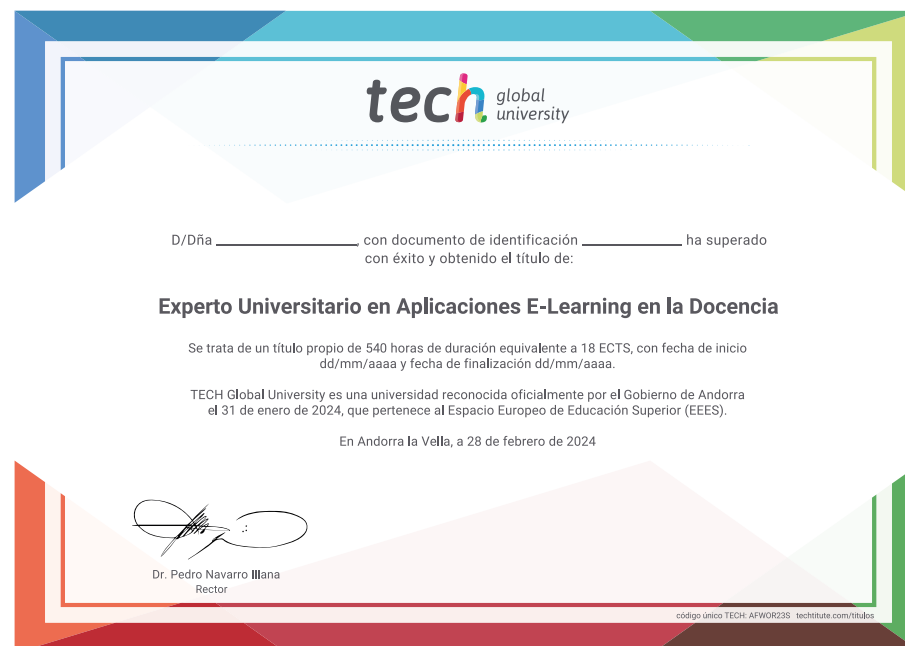 tech global
university
D/Dña ______________, con documento de identificación __________ ha superado
con éxito y obtenido el título de:
Experto Universitario en Aplicaciones E-Learning en la Docencia
Se trata de un título propio de 540 horas de duración equivalente a 18 ECTS, con fecha de inicio
dd/mm/aaaa y fecha de finalización dd/mm/aaaa.
TECH Global University es una universidad reconocida oficialmente por el Gobierno de Andorra
el 31 de enero de 2024, que pertenece al Espacio Europeo de Educación Superior (EEES).
En Andorra la Vella, a 28 de febrero de 2024
Dr. Pedro Navarro Illana
Rector
código único TECH: AFWOR23S techtitute.com/titulos